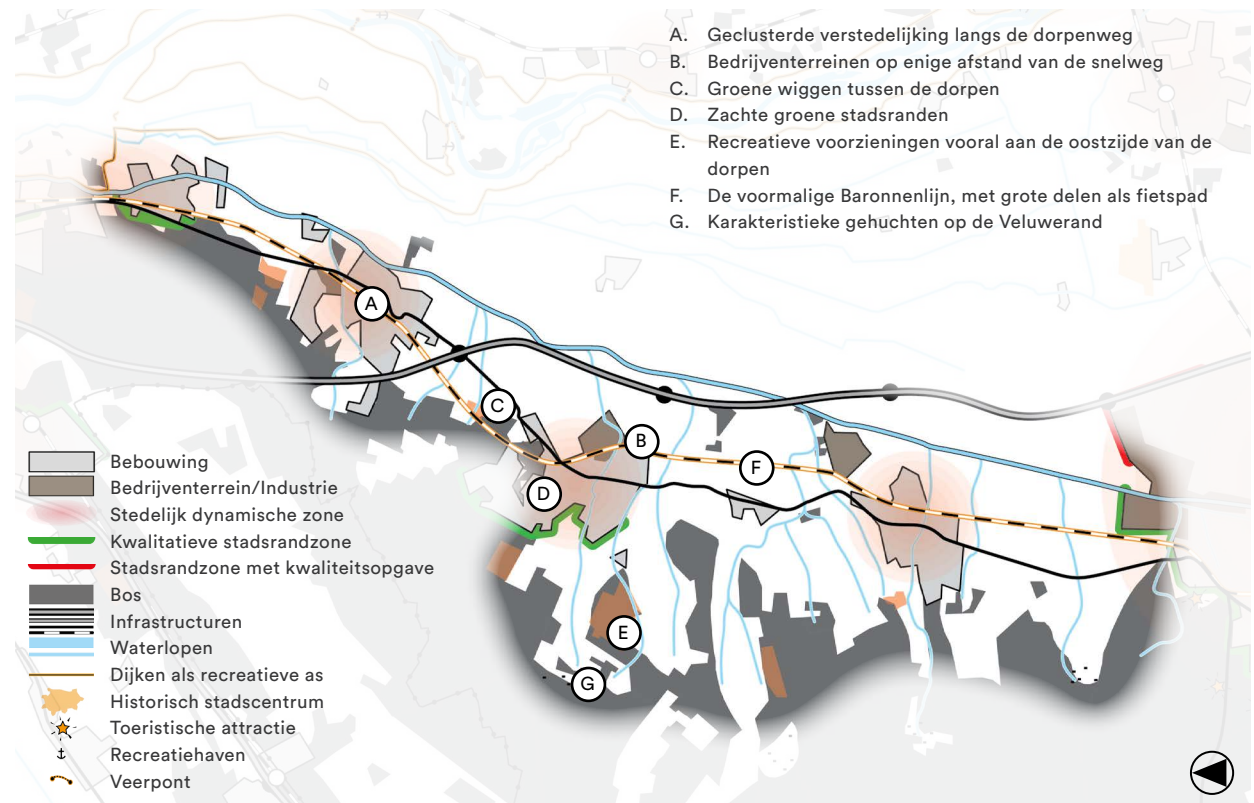 A. Geclusterde verstedelijking langs de dorpenweg
B. Bedrijventerreinen op enige afstand van de snelweg
C. Groene wiggen tussen de dorpen
D. Zachte groene stadsranden
E. Recreatieve voorzieningen vooral aan de oostzijde van de
dorpen
F. De voormalige Baronnenlijn, met grote delen als fietspad
G. Karakteristieke gehuchten op de Veluwerand
A
C
B
F
D
E
G
Bebouwing
Bedrijventerrein/Industrie
Stedelijk dynamische zone
Kwalitatieve stadsrandzone
Stadsrandzone met kwaliteitsopgave
Bos
Infrastructuren
Waterlopen
Dijken als recreatieve as
Historisch stadscentrum
Toeristische attractie
Recreatiehaven
Veerpont